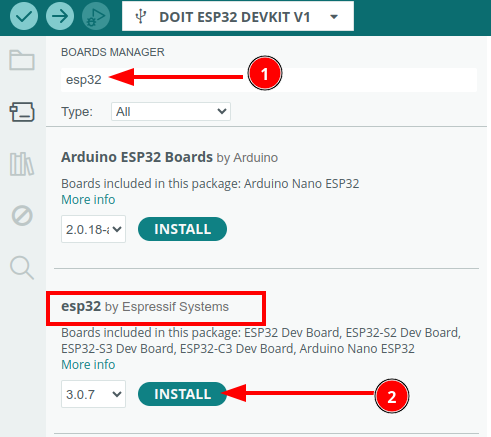 DOIT ESP32 DEVKIT V1
BOARDS MANAGER
esp32
1
Type: All
Arduino ESP32 Boards by Arduino
Boards included in this package: Arduino Nano ESP32
More info
2.0.18-a INSTALL
esp32 by Espressif Systems
Boards included in this package: ESP32 Dev Board, ESP32-S2 Dev Board,
ESP32-S3 Dev Board, ESP32-C3 Dev Board, Arduino Nano ESP32
More info
3.0.7 INSTALL
2